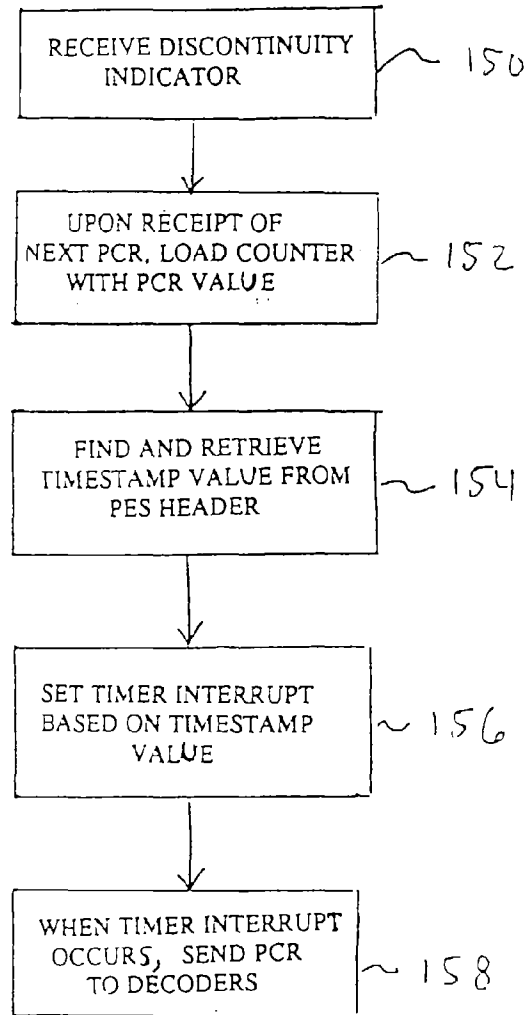 RECEIVE DISCONTINUITY
INDICATOR
150
UPON RECEIPT OF
NEXT PCR, LOAD COUNTER
WITH PCR VALUE
152
FIND AND RETRIEVE
TIMESTAMP VALUE FROM
PES HEADER
154
SET TIMER INTERRUPT
BASED ON TIMESTAMP
VALUE
156
WHEN TIMER INTERRUPT
OCCURS, SEND PCR
TO DECODERS
158